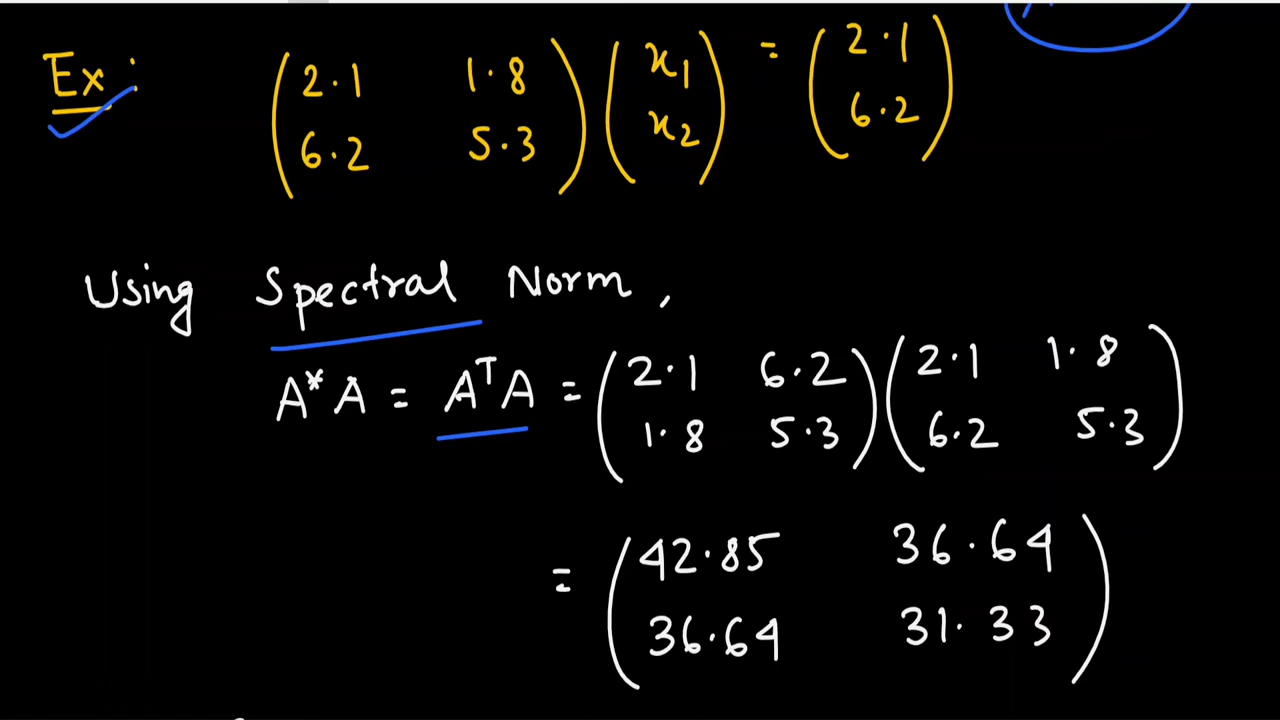 Ex: (2.1 1.8) (x1) = (2.1)
(6.2 5.3) (x2) (6.2)
Using Spectral Norm,
A*A = AᵀA = (2.1 6.2) (2.1 1.8)
(1.8 5.3) (6.2 5.3)
= (42.85 36.64)
(36.64 31.33)